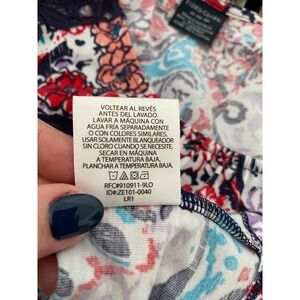 VOLTEAR AL REVÉS
ANTES DEL LAVADO.
LAVAR A MÁQUINA CON
AGUA FRÍA SEPARADAMENTE
O CON COLORES SIMILARES.
USAR SOLAMENTE BLANQUEADOR
SIN CLORO CUANDO SE NECESITE.
SECAR EN MÁQUINA
A TEMPERATURA BAJA.
PLANCHAR A TEMPERATURA BAJA.
RFC#910911-9LO
ID#:ZE101-0040
LR1